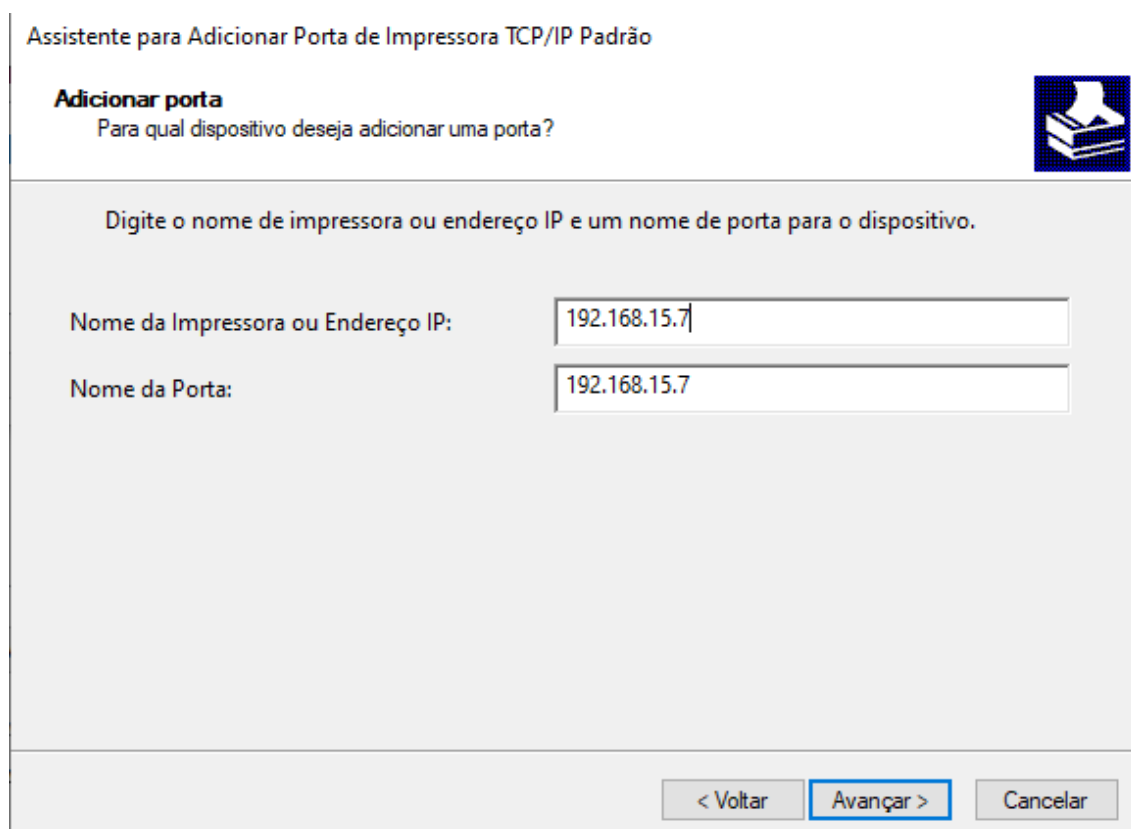 Assistente para Adicionar Porta de Impressora TCP/IP Padrão
Adicionar porta
Para qual dispositivo deseja adicionar uma porta?
Digite o nome de impressora ou endereço IP e um nome de porta para o dispositivo.
Nome da Impressora ou Endereço IP: 192.168.15.7
Nome da Porta: 192.168.15.7
< Voltar Avançar > Cancelar